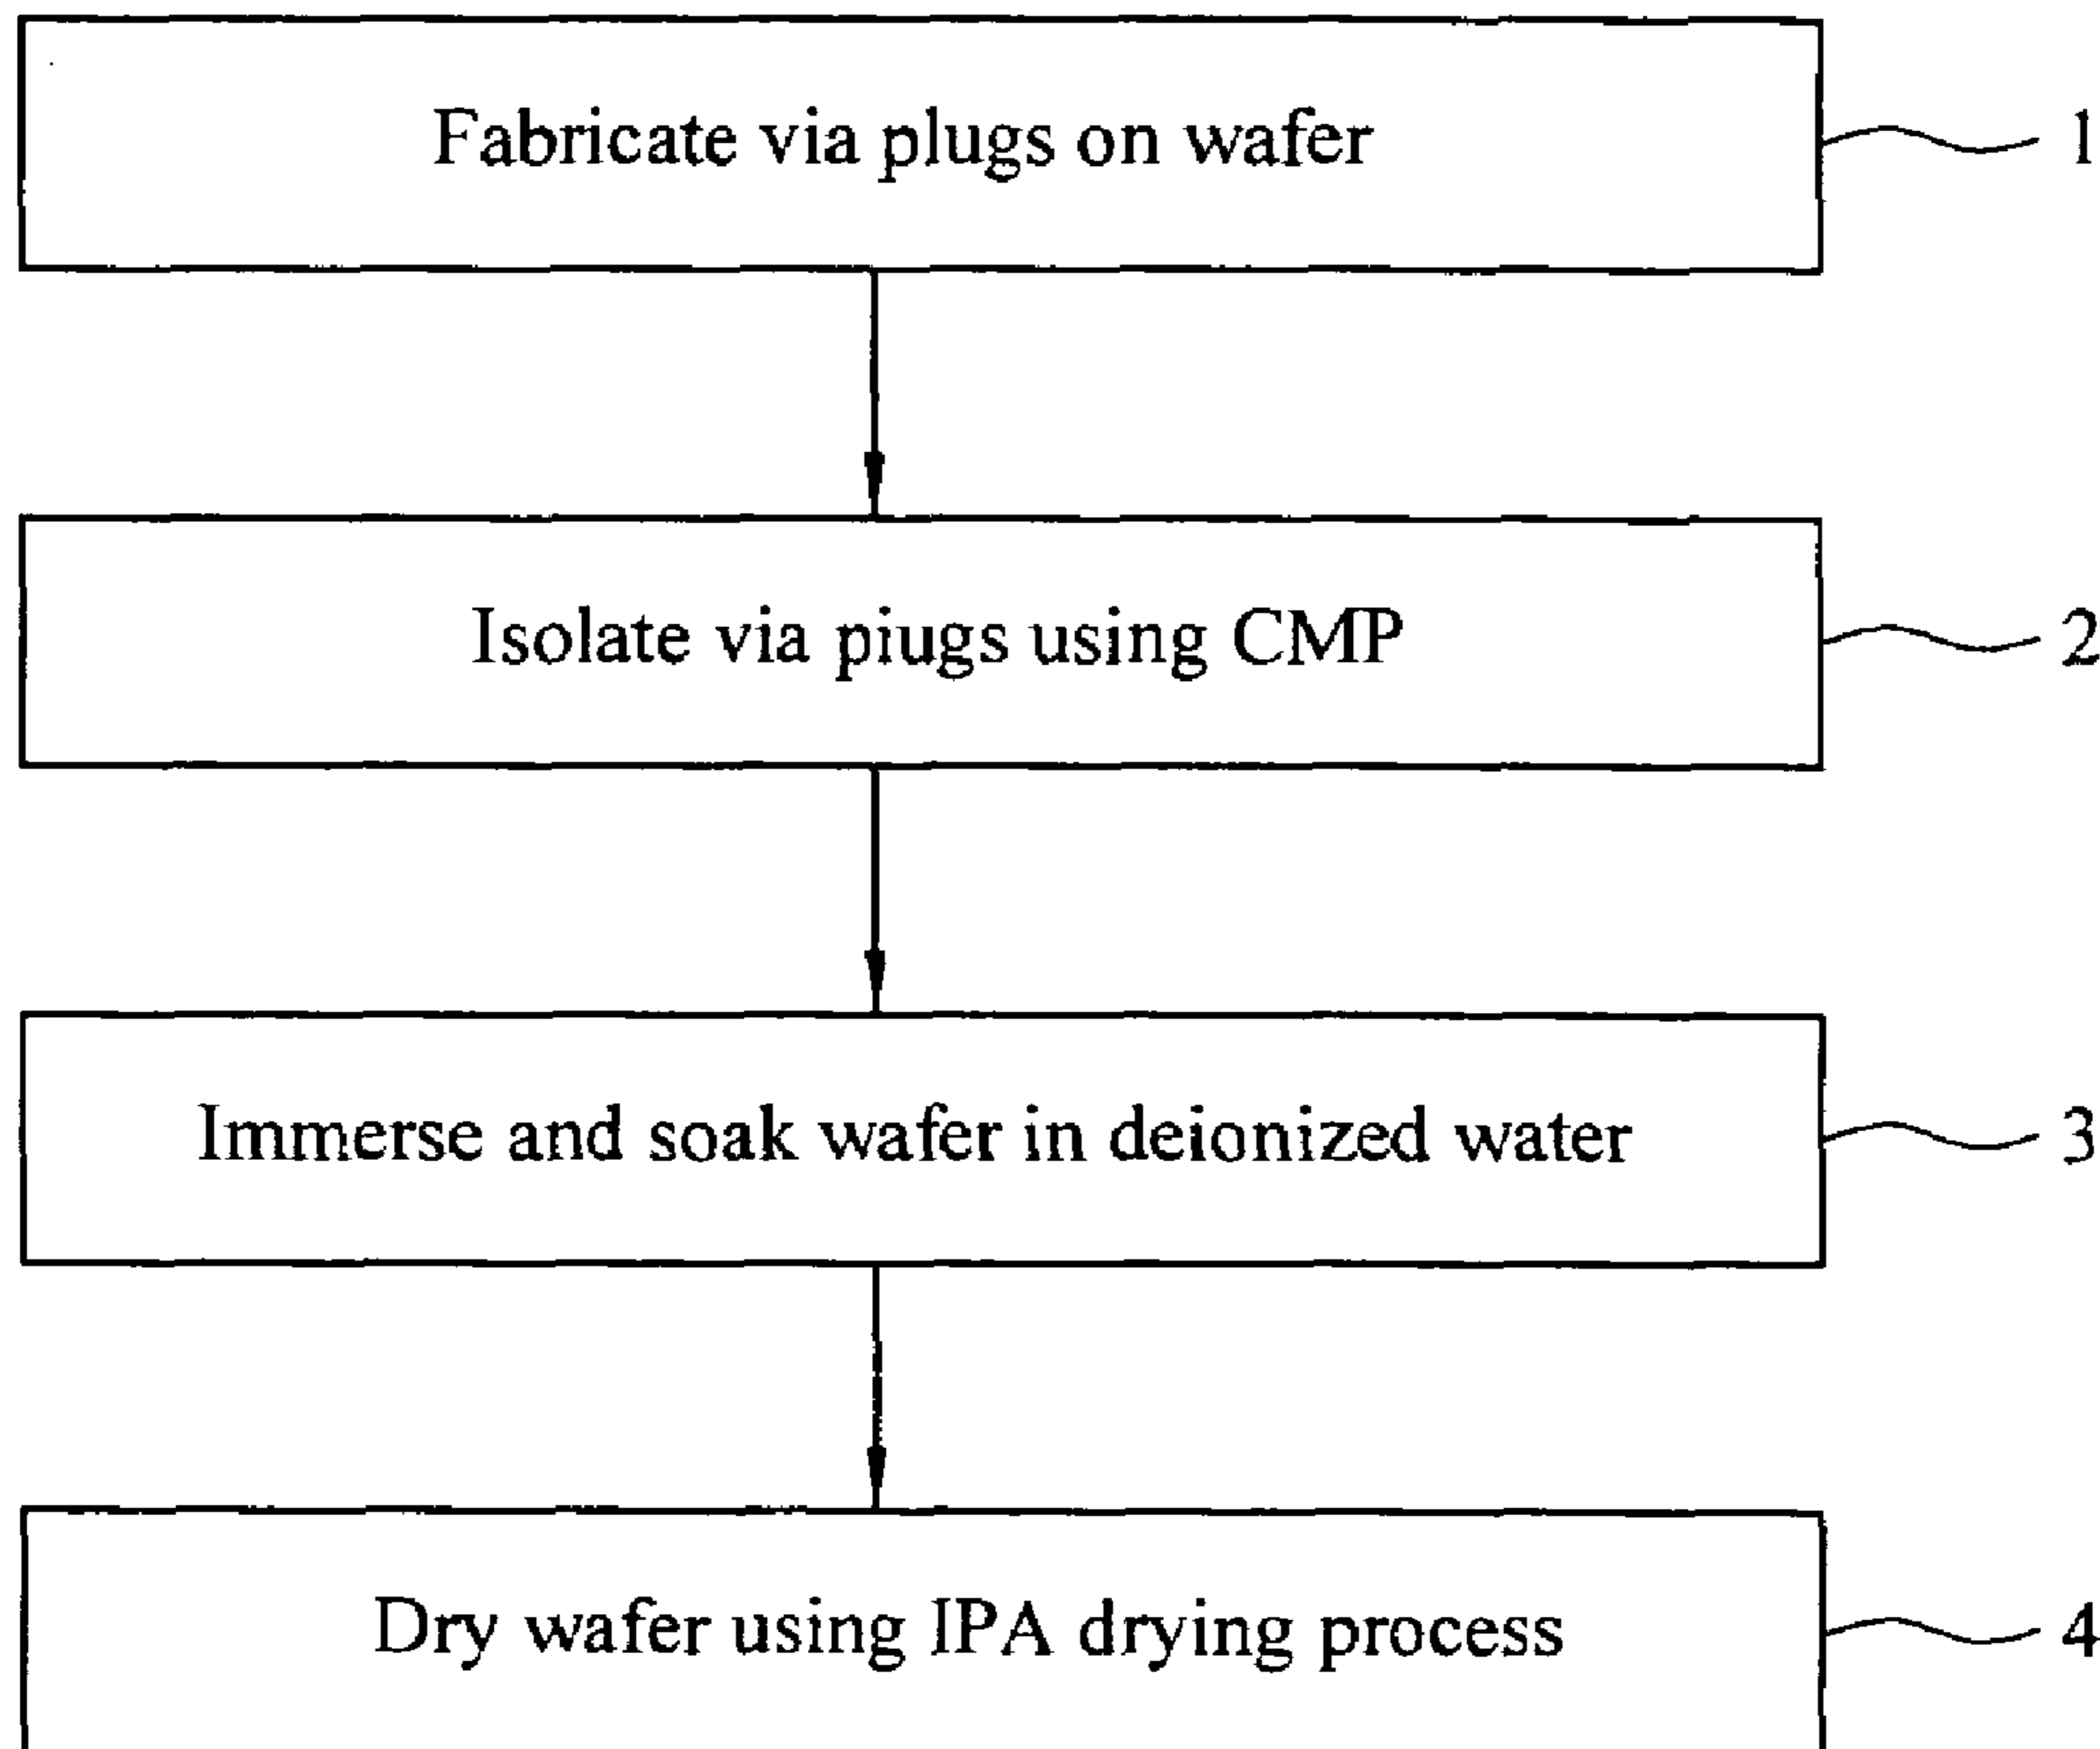 Fabricate via plugs on wafer
1
Isolate via piugs using CMP
2
Immerse and soak wafer in deionized water
3
Dry wafer using IPA drying process
4